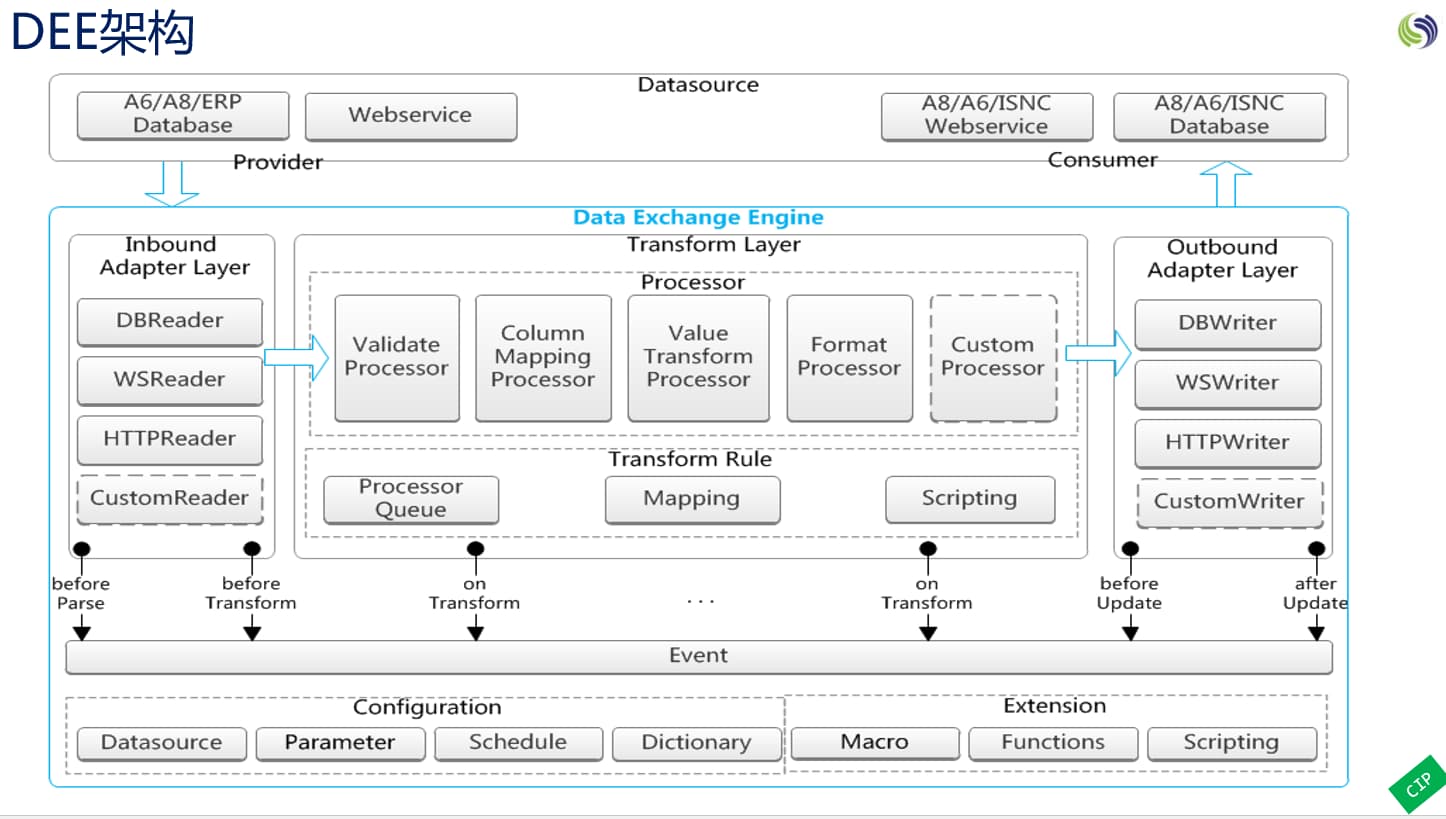 DEE架构
Datasource
A6/A8/ERP
Database
Webservice
A8/A6/ISNC
Webservice
A8/A6/ISNC
Database
Provider
Consumer
Data Exchange Engine
Inbound
Adapter Layer
DBReader
WSReader
HTTPReader
CustomReader
Transform Layer
Processor
Validate
Processor
Column
Mapping
Processor
Value
Transform
Processor
Format
Processor
Custom
Processor
Transform Rule
Processor
Queue
Mapping
Scripting
Outbound
Adapter Layer
DBWriter
WSWriter
HTTPWriter
CustomWriter
before
Parse
before
Transform
on
Transform
. . .
on
Transform
before
Update
after
Update
Event
Configuration
Datasource
Parameter
Schedule
Dictionary
Extension
Macro
Functions
Scripting
CIP